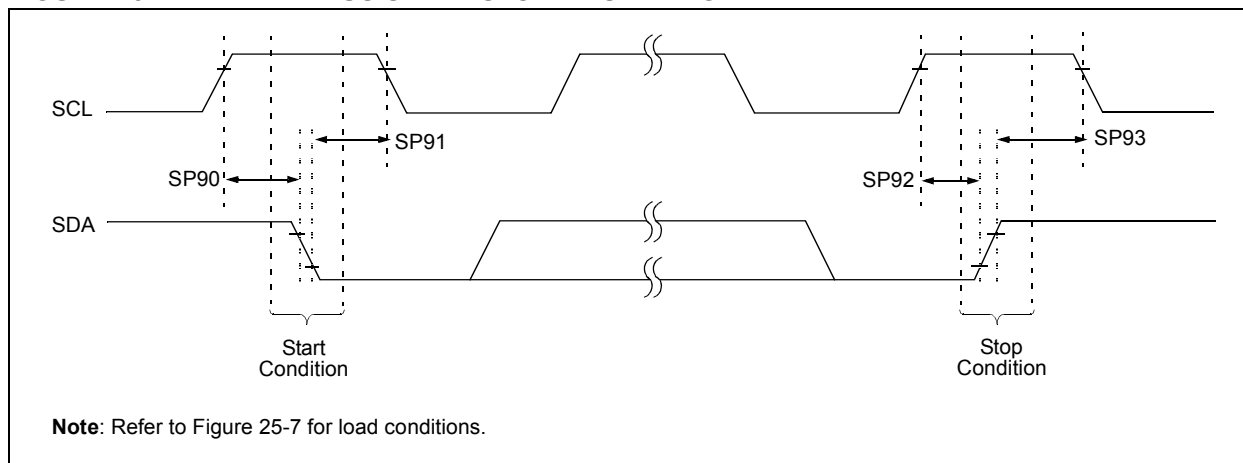 SCL
SP91
SP93
SP90
SP92
SDA
Start
Condition
Stop
Condition
Note: Refer to Figure 25-7 for load conditions.